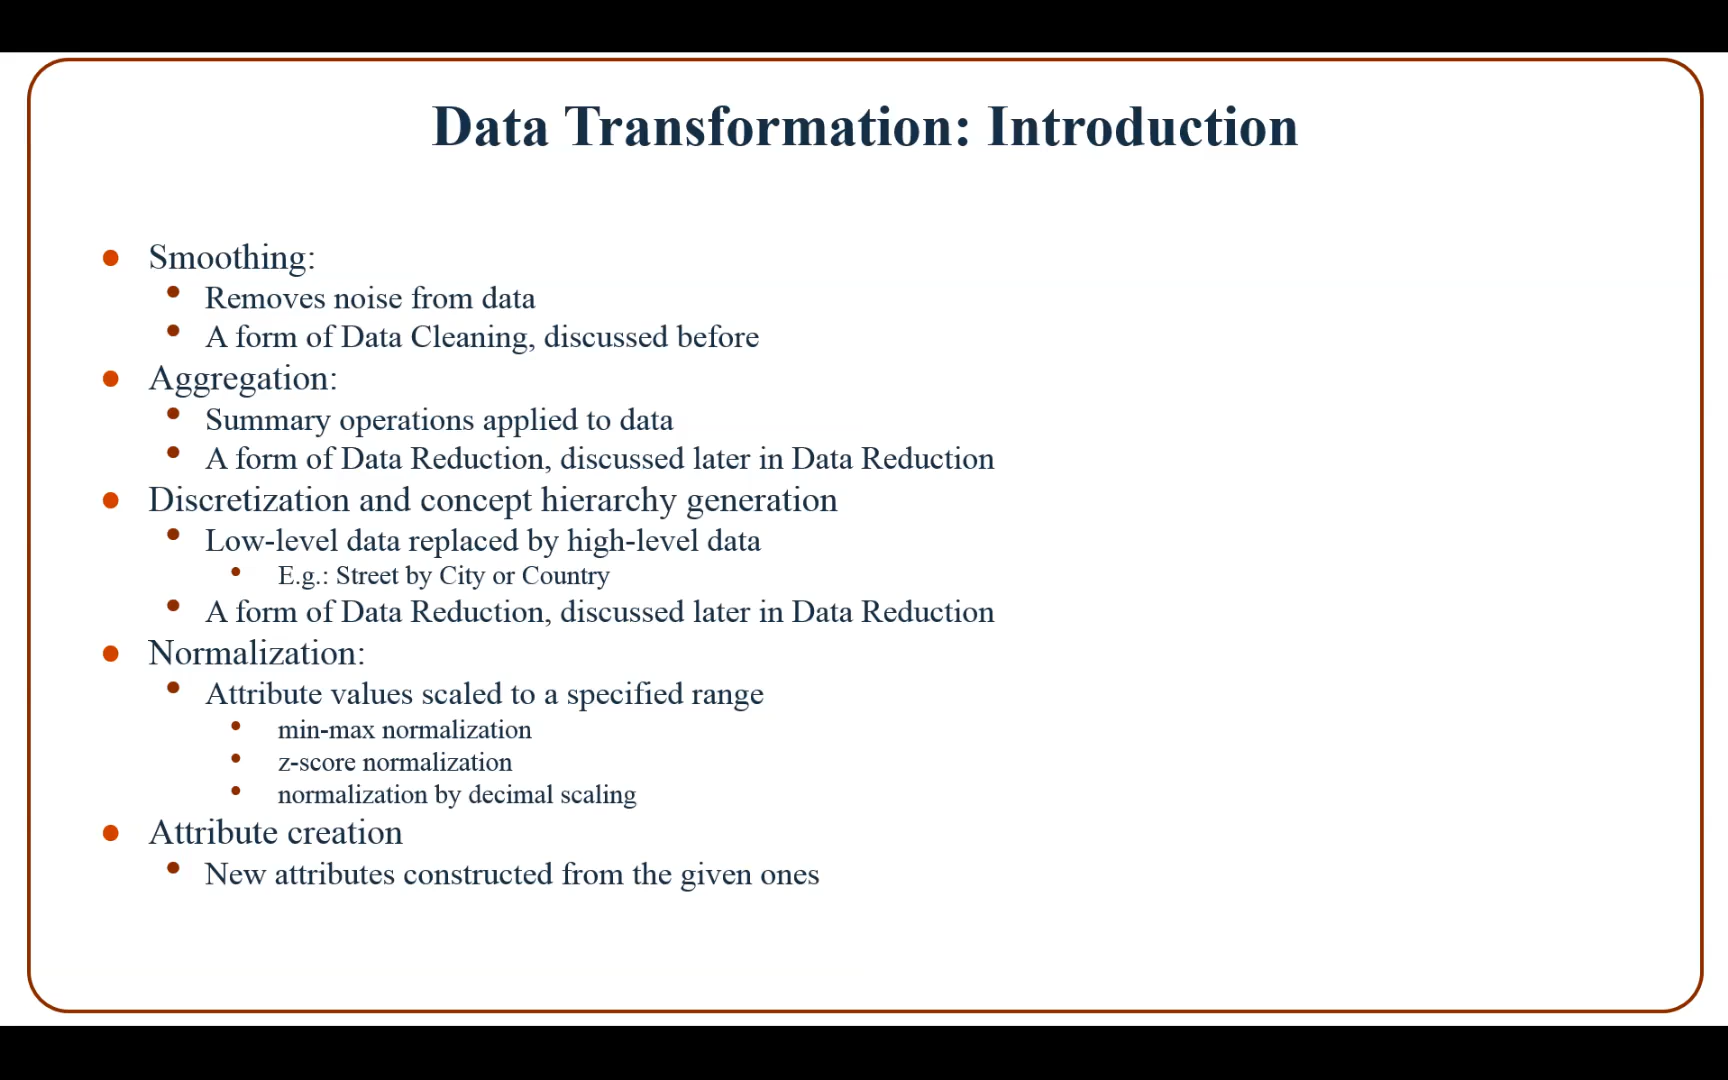 Data Transformation: Introduction
Smoothing:
Removes noise from data
A form of Data Cleaning, discussed before
Aggregation:
Summary operations applied to data
A form of Data Reduction, discussed later in Data Reduction
Discretization and concept hierarchy generation
Low-level data replaced by high-level data
E.g.: Street by City or Country
A form of Data Reduction, discussed later in Data Reduction
Normalization:
Attribute values scaled to a specified range
min-max normalization
z-score normalization
normalization by decimal scaling
Attribute creation
New attributes constructed from the given ones